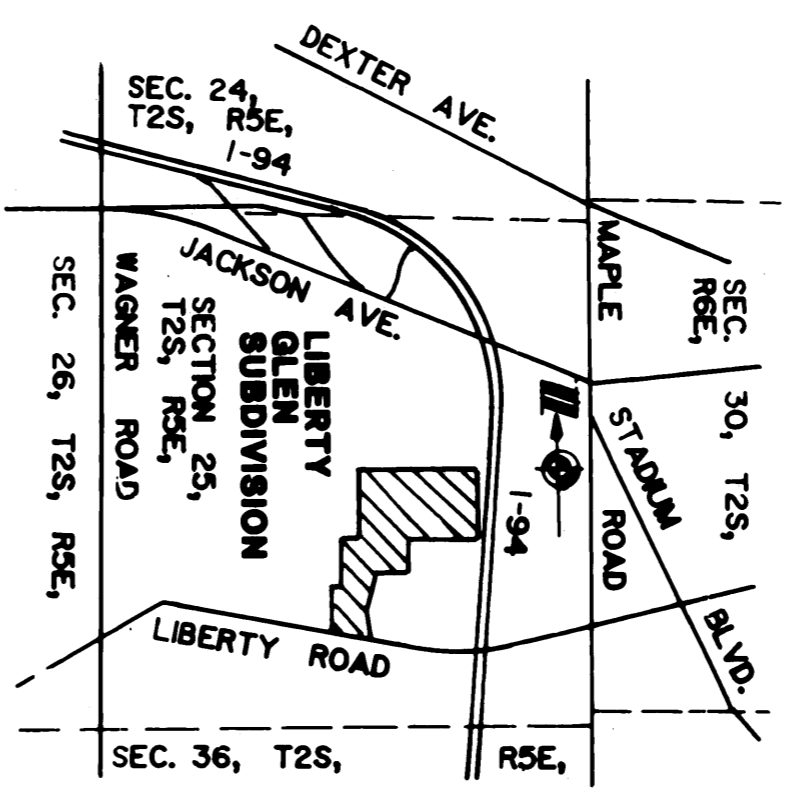 DEXTER AVE.
SEC. 24,
T2S, R5E,
I-94
JACKSON AVE.
MAPLE ROAD
SEC. 30, T2S,
R6E,
SEC. 26, T2S, R5E,
WAGNER ROAD
SECTION 25,
T2S, R5E,
LIBERTY
GLEN
SUBDIVISION
STADIUM BLVD.
I-94
LIBERTY ROAD
SEC. 36, T2S, R5E,